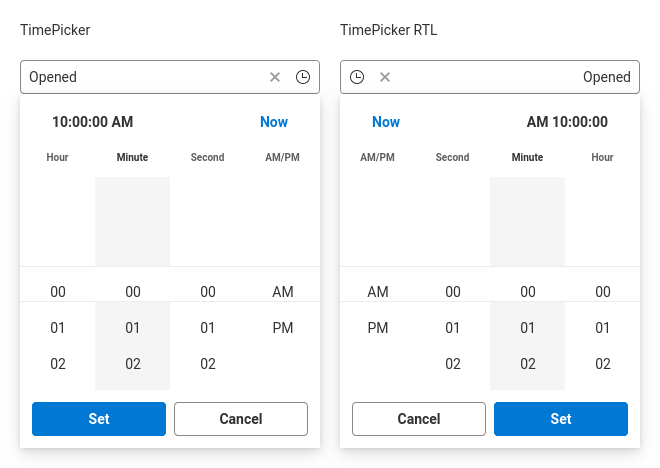 TimePicker
Opened
10:00:00 AM Now
Hour Minute Second AM/PM
00 00 00 AM
01 01 01 PM
02 02 02
Set Cancel
TimePicker RTL
Opened
Now AM 10:00:00
AM/PM Second Minute Hour
AM 00 00 00
PM 01 01 01
02 02 02
Cancel Set